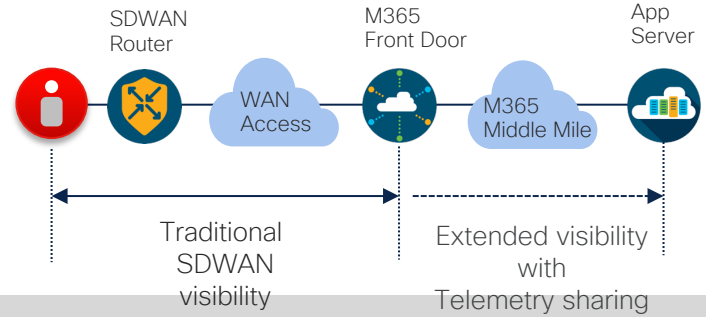 SDWAN
Router
M365
Front Door
App
Server
WAN
Access
M365
Middle Mile
Traditional
SDWAN
visibility
Extended visibility
with
Telemetry sharing